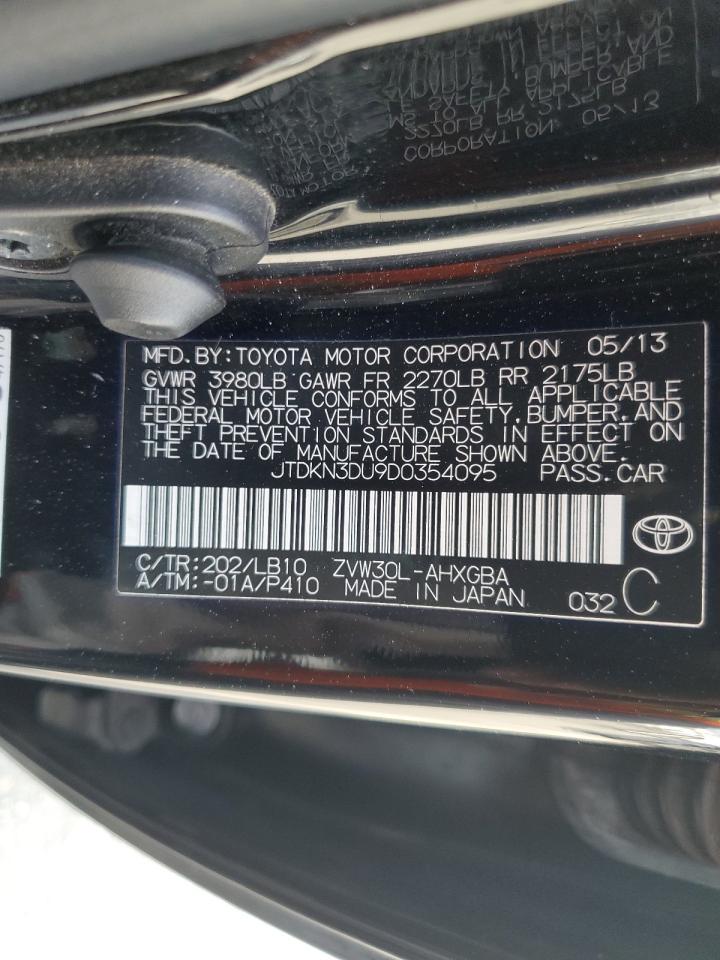 MFD. BY: TOYOTA MOTOR CORPORATION 05/13
GVWR 3980LB GAWR FR 2270LB RR 2175LB
THIS VEHICLE CONFORMS TO ALL APPLICABLE
FEDERAL MOTOR VEHICLE SAFETY, BUMPER, AND
THEFT PREVENTION STANDARDS IN EFFECT ON
THE DATE OF MANUFACTURE SHOWN ABOVE.
JTDKN3DU9D0354095 PASS. CAR
C/TR: 202/LB10 ZVW30L-AHXGBA
A/TM: -01A/P410 MADE IN JAPAN 032 C